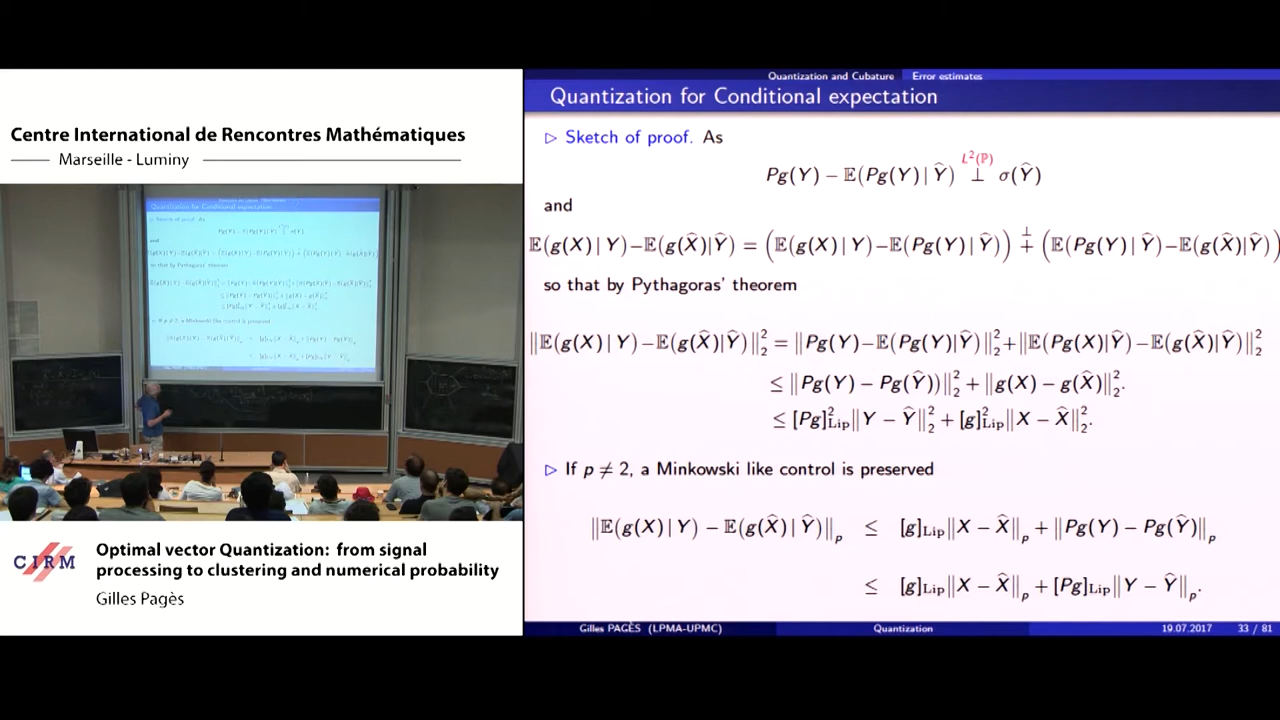 Centre International de Rencontres Mathématiques
Marseille - Luminy
CIRM
Optimal vector Quantization: from signal
processing to clustering and numerical probability
Gilles Pagès
Quantization and Cubature Error estimates
Quantization for Conditional expectation
▷ Sketch of proof. As
Pg(Y) − 𝔼(Pg(Y) | Ŷ) ⊥^{L²(ℙ)} σ(Ŷ)
and
𝔼(g(X) | Y)−𝔼(g(X̂)|Ŷ) = (𝔼(g(X) | Y)−𝔼(Pg(Y) | Ŷ)) +^{⊥} (𝔼(Pg(Y) | Ŷ)−𝔼(g(X̂)|Ŷ))
so that by Pythagoras' theorem
‖𝔼(g(X) | Y)−𝔼(g(X̂)|Ŷ)‖₂² = ‖Pg(Y)−𝔼(Pg(Y)|Ŷ)‖₂²+‖𝔼(Pg(X)|Ŷ)−𝔼(g(X̂)|Ŷ)‖₂²
≤ ‖Pg(Y) − Pg(Ŷ))‖₂² + ‖g(X) − g(X̂)‖₂².
≤ [Pg]²_Lip‖Y − Ŷ‖₂² + [g]²_Lip‖X − X̂‖₂².
▷ If p ≠ 2, a Minkowski like control is preserved
‖𝔼(g(X) | Y) − 𝔼(g(X̂) | Ŷ)‖_p ≤ [g]_Lip‖X − X̂‖_p + ‖Pg(Y) − Pg(Ŷ)‖_p
≤ [g]_Lip‖X − X̂‖_p + [Pg]_Lip‖Y − Ŷ‖_p.
Gilles PAGÈS (LPMA-UPMC) Quantization 19.07.2017 33 / 81